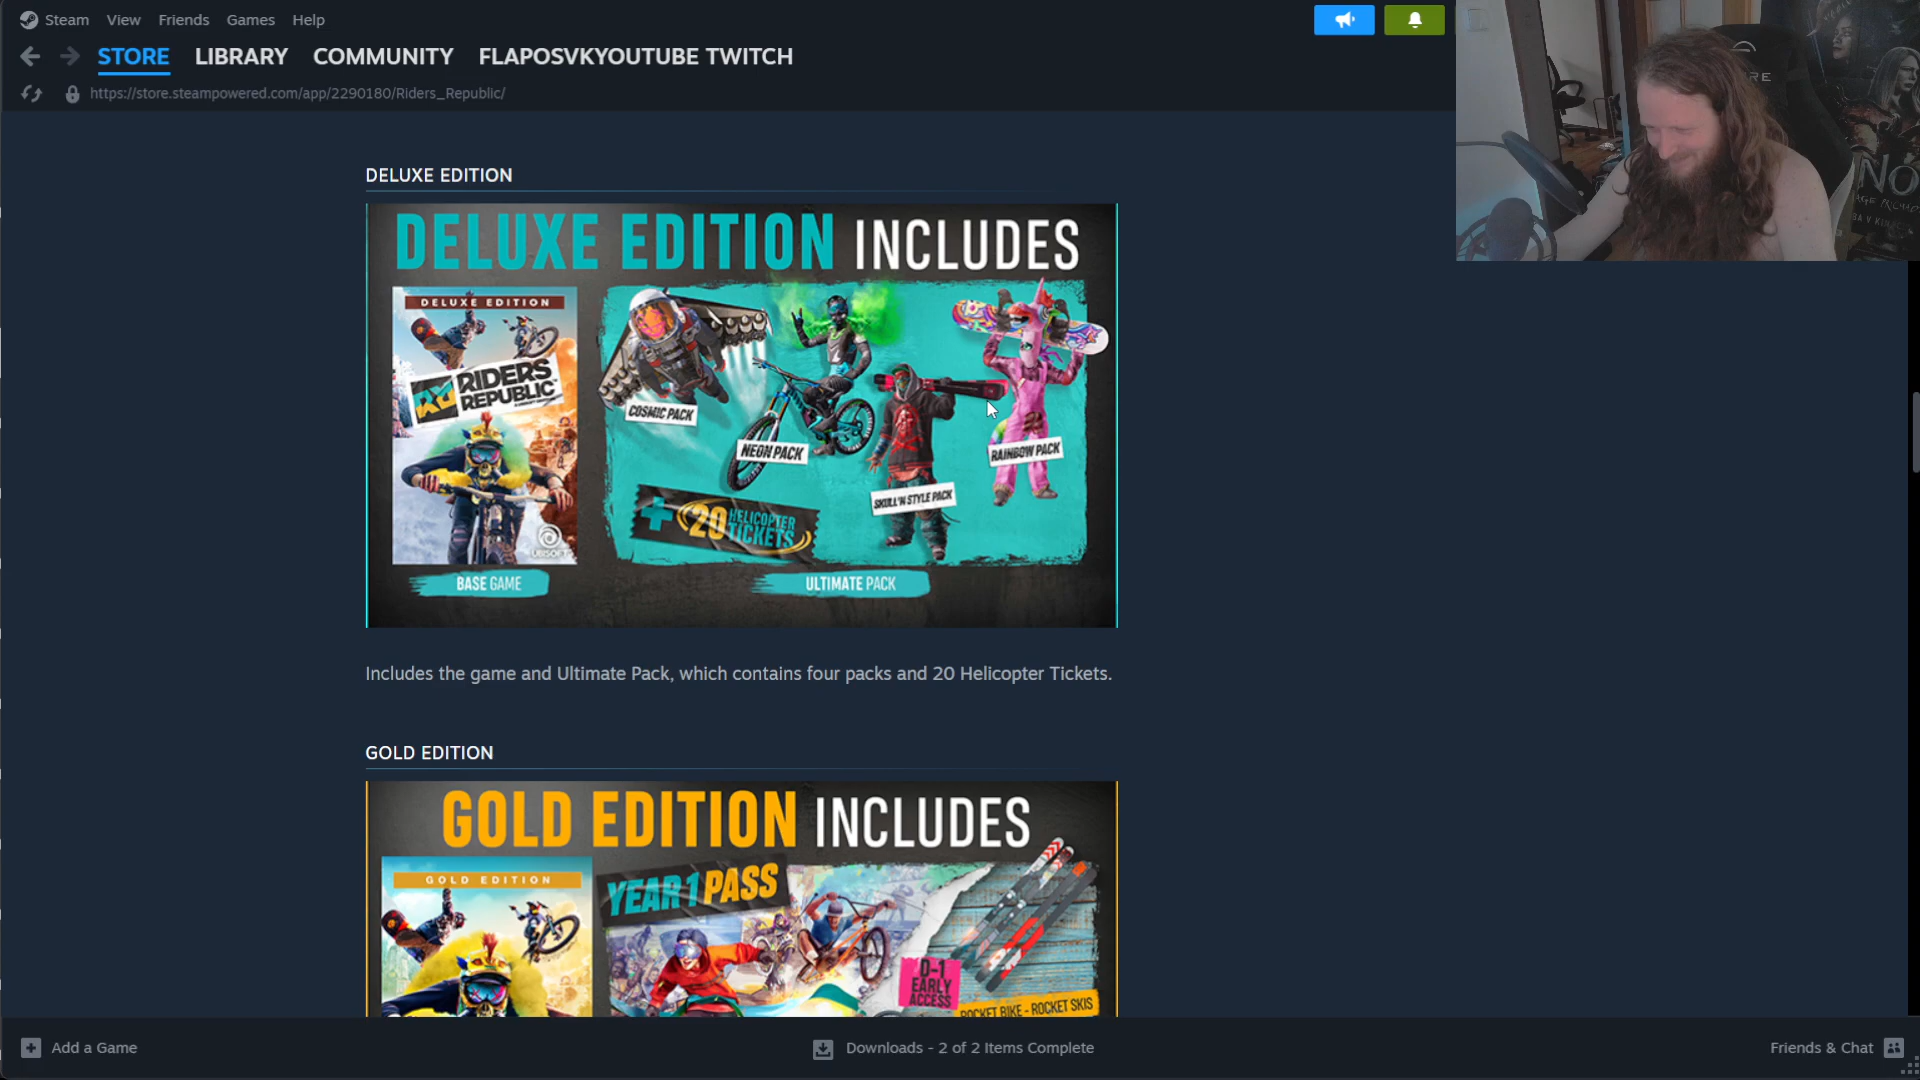 Steam View Friends Games Help
STORE LIBRARY COMMUNITY FLAPOSVKYOUTUBE TWITCH
https://store.steampowered.com/app/2290180/Riders_Republic/
DELUXE EDITION
DELUXE EDITION INCLUDES
DELUXE EDITION
RIDERS
REPUBLIC
UBISOFT
COSMIC PACK
NEON PACK
SKULL'N STYLE PACK
RAINBOW PACK
+ 20 HELICOPTER
TICKETS
BASE GAME
ULTIMATE PACK
Includes the game and Ultimate Pack, which contains four packs and 20 Helicopter Tickets.
GOLD EDITION
GOLD EDITION INCLUDES
GOLD EDITION
YEAR 1 PASS
D-1
EARLY
ACCESS
ROCKET BIKE - ROCKET SKIS
Add a Game
Downloads - 2 of 2 Items Complete
Friends & Chat